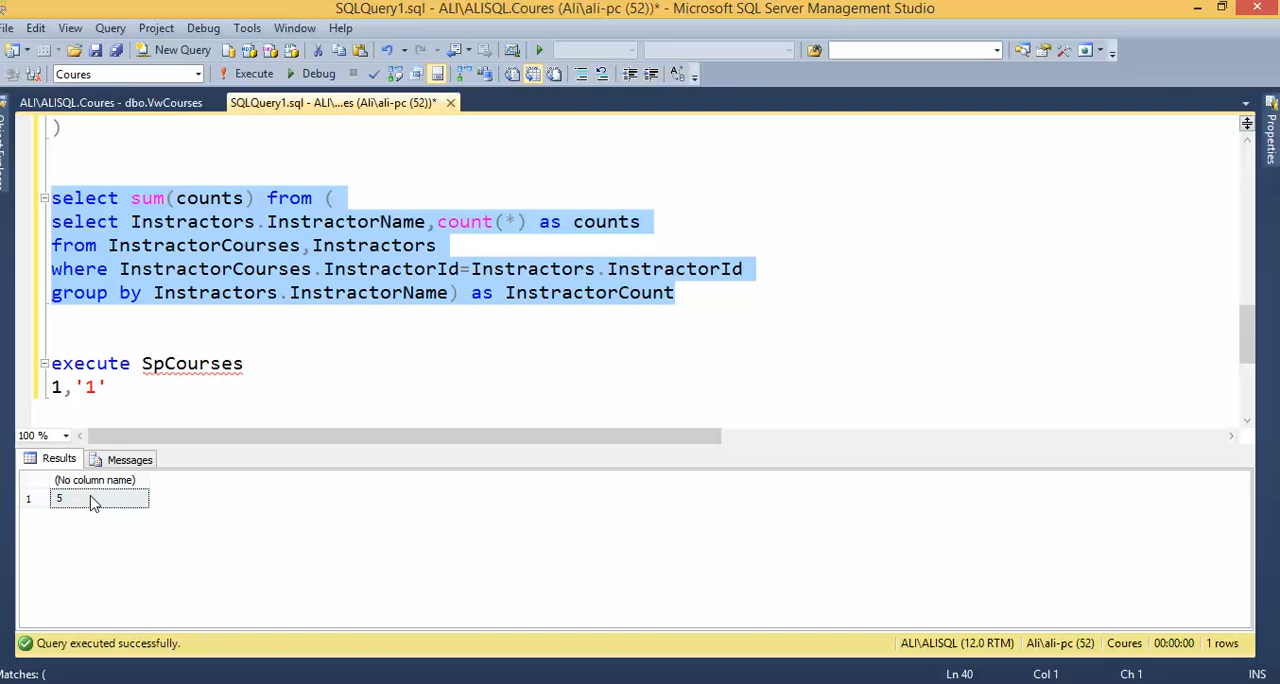 SQLQuery1.sql - ALI\ALISQL.Coures (Ali\ali-pc (52))* - Microsoft SQL Server Management Studio
File Edit View Query Project Debug Tools Window Help
New Query
Coures Execute Debug
ALI\ALISQL.Coures - dbo.VwCourses SQLQuery1.sql - ALI\...es (Ali\ali-pc (52))*
)
select sum(counts) from (
select Instractors.InstractorName,count(*) as counts
from InstractorCourses,Instractors
where InstractorCourses.InstractorId=Instractors.InstractorId
group by Instractors.InstractorName) as InstractorCount
execute SpCourses
1,'1'
Properties
100 %
Results Messages
(No column name)
1 5
Query executed successfully. ALI\ALISQL (12.0 RTM) Ali\ali-pc (52) Coures 00:00:00 1 rows
Matches: ( Ln 40 Col 1 Ch 1 INS